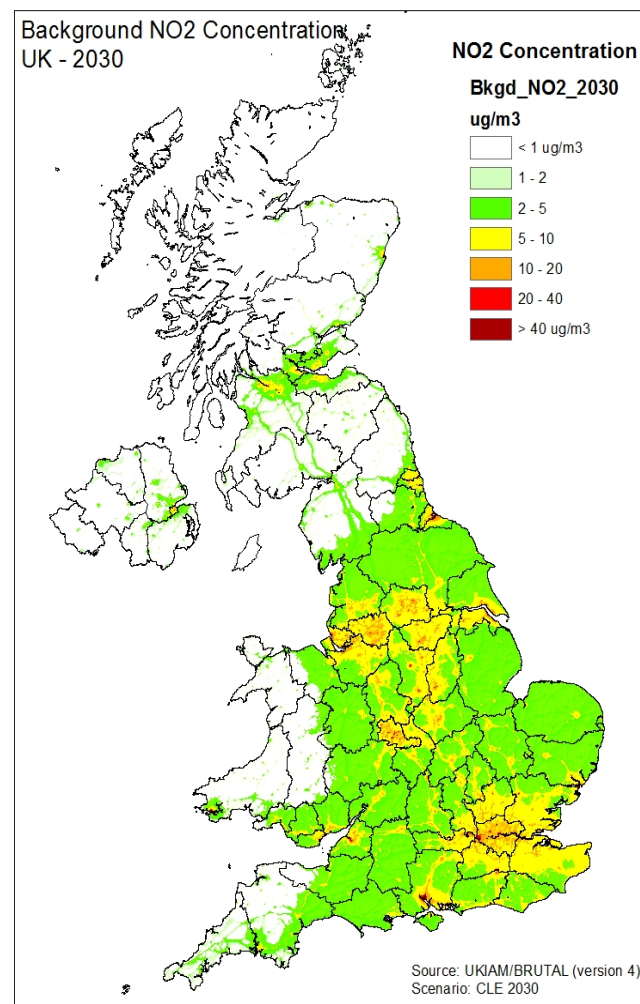 Background NO2 Concentration
UK - 2030
NO2 Concentration
Bkgd_NO2_2030
ug/m3
< 1 ug/m3
1 - 2
2 - 5
5 - 10
10 - 20
20 - 40
> 40 ug/m3
Source: UKIAM/BRUTAL (version 4)
Scenario: CLE 2030